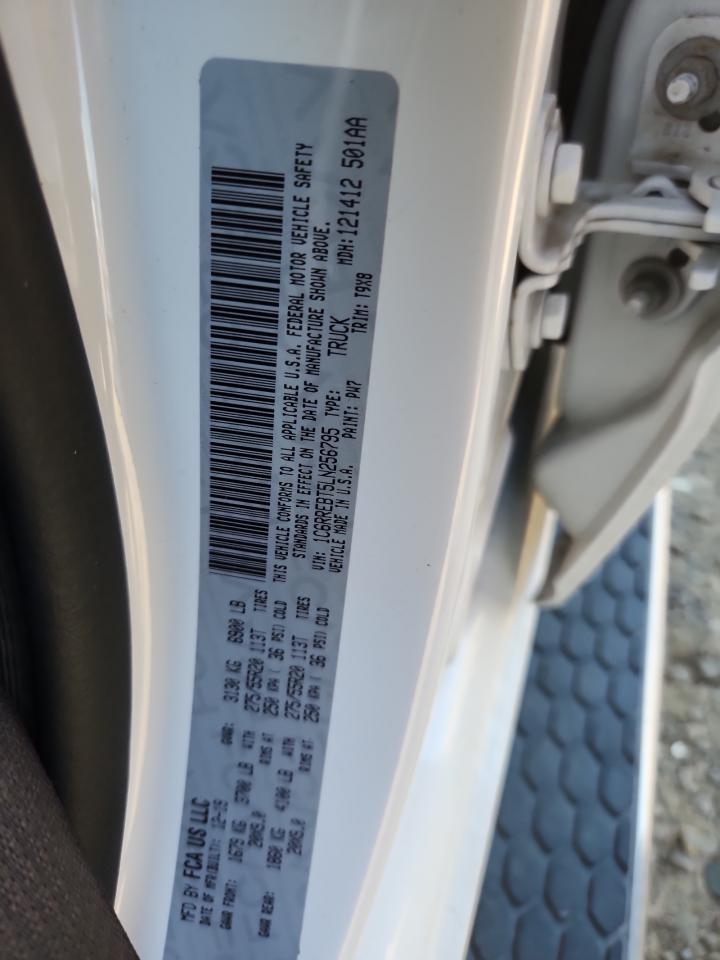 MFD BY FCA US LLC
DATE OF MFR(BUILT): 12-15 GVWR: 3130 KG 6900 LB
GAWR FRONT: 1675 KG 3700 LB WITH 275/55R20 113T TIRES
20X9.0 RIMS AT 250 KPA ( 36 PSI) COLD
GAWR REAR: 1860 KG 4100 LB WITH 275/55R20 113T TIRES
20X9.0 RIMS AT 250 KPA ( 36 PSI) COLD
THIS VEHICLE CONFORMS TO ALL APPLICABLE U.S.A. FEDERAL MOTOR VEHICLE SAFETY
STANDARDS IN EFFECT ON THE DATE OF MANUFACTURE SHOWN ABOVE.
VIN: 1C6RREBT5LN256795 TYPE: TRUCK MDH: 121412 501AA
VEHICLE MADE IN U.S.A. PAINT: PW7 TRIM: T9X8